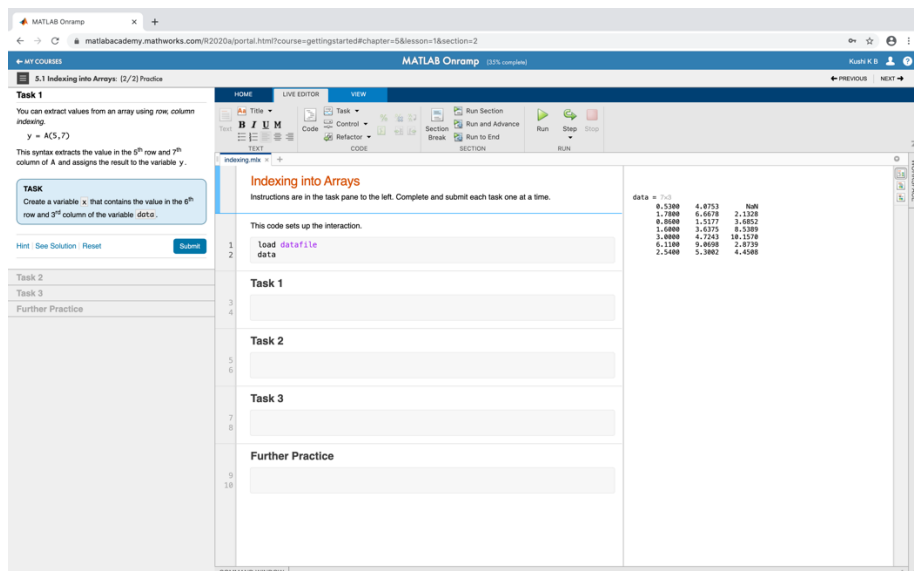 MATLAB Onramp
matlabacademy.mathworks.com/R2020a/portal.html?course=gettingstarted#chapter=5&lesson=1&section=2
MY COURSES
MATLAB Onramp (35% complete)
Kushi K B
5.1 Indexing into Arrays: (2/2) Practice
PREVIOUS NEXT
Task 1
You can extract values from an array using row, column
indexing.
y = A(5,7)
This syntax extracts the value in the 5th row and 7th
column of A and assigns the result to the variable y.
TASK
Create a variable x that contains the value in the 6th
row and 3rd column of the variable data.
Hint See Solution Reset Submit
Task 2
Task 3
Further Practice
HOME LIVE EDITOR VIEW
Text
Aa Title
B I U M
TEXT
Code
Task
Control
Refactor
CODE
Section
Break
Run Section
Run and Advance
Run to End
SECTION
Run Step Stop
RUN
indexing.mlx
Indexing into Arrays
Instructions are in the task pane to the left. Complete and submit each task one at a time.
This code sets up the interaction.
1 load datafile
2 data
Task 1
3
4
Task 2
5
6
Task 3
7
8
Further Practice
9
10
data = 7×3
0.5300 4.0753 NaN
1.7800 6.6678 2.1328
0.8600 1.5177 3.6852
1.6000 3.6375 8.5389
3.0000 4.7243 10.1570
6.1100 9.0698 2.8739
2.5400 5.3002 4.4508